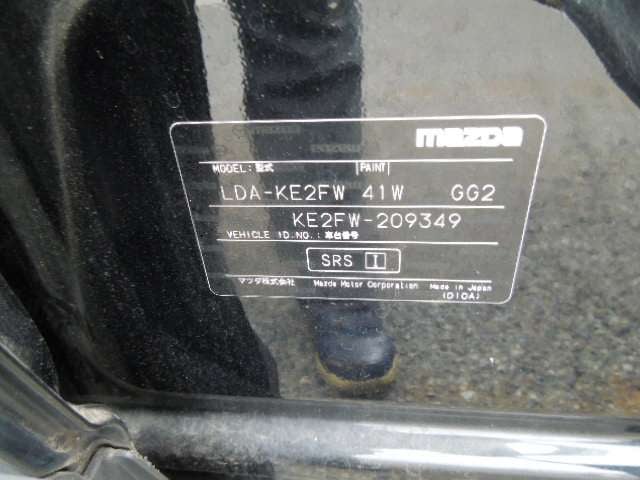 mazda
MODEL:型式 PAINT
LDA-KE2FW 41W GG2
KE2FW-209349
VEHICLE ID.NO.:車台番号
SRS I
マツダ株式会社 Mazda Motor Corporation Made in Japan
(D10A)